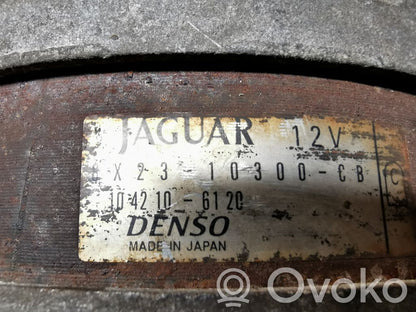 JAGUAR 12V
X23 10300-CB C
104210-6120
DENSO
MADE IN JAPAN
Ovoko